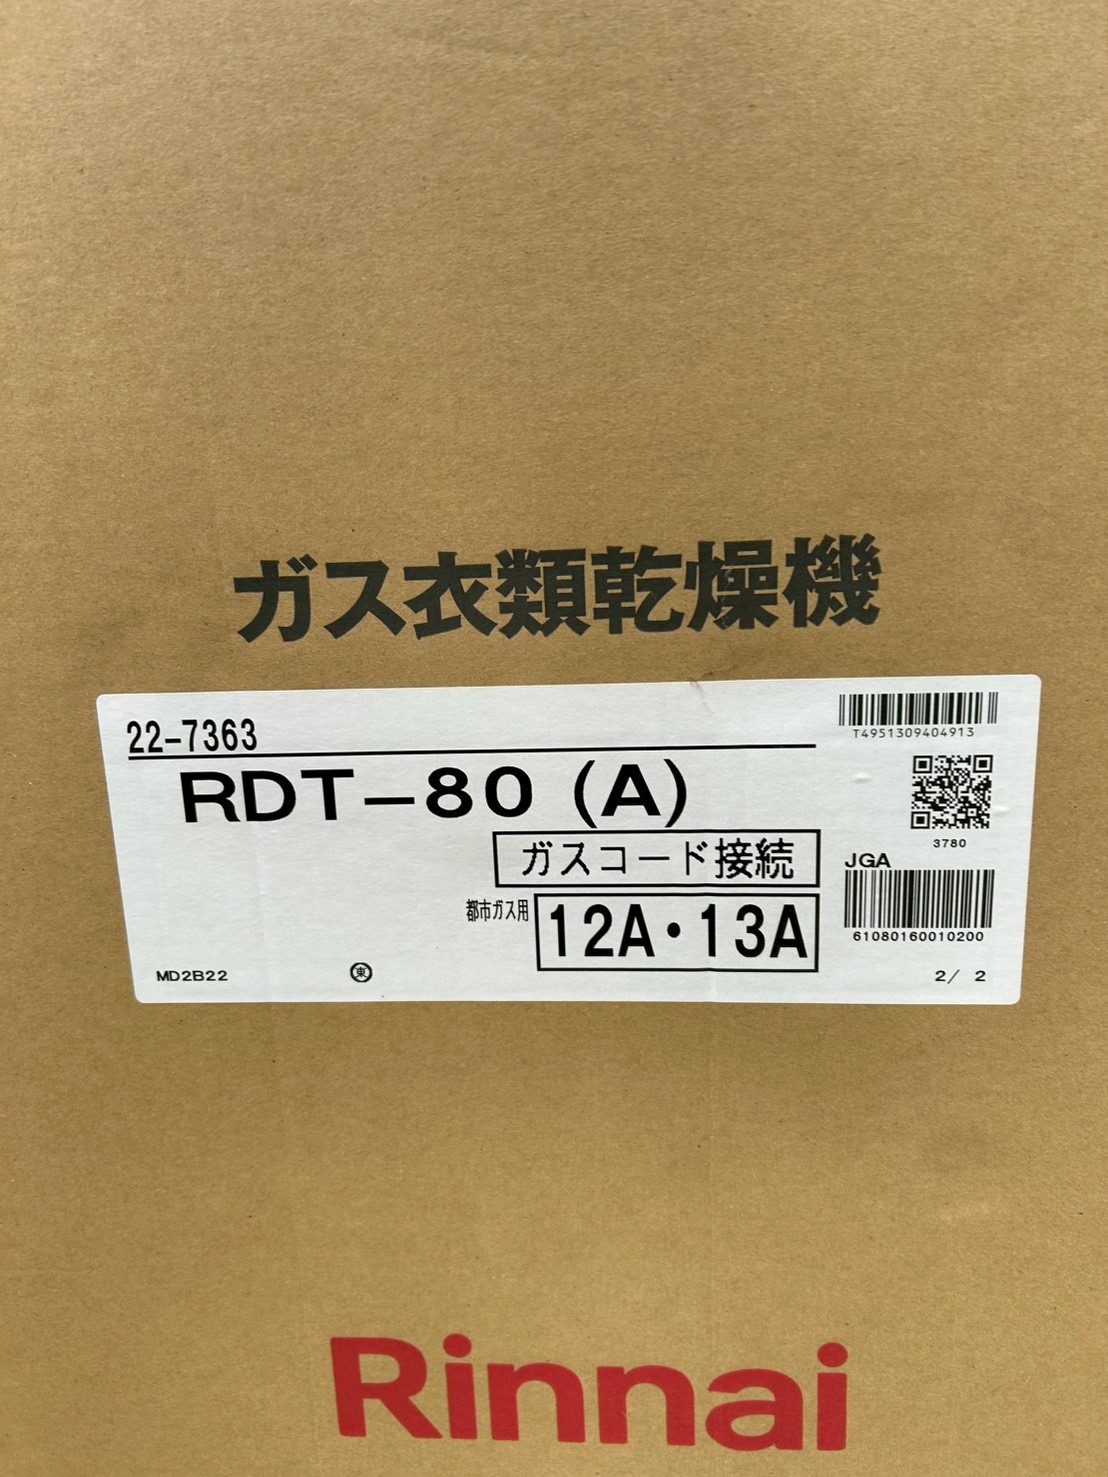 ガス衣類乾燥機
22-7363
T4951309404913
RDT-80 (A)
3780
ガスコード接続
JGA
都市ガス用
12A・13A
61080160010200
MD2B22
東
2/ 2
Rinnai